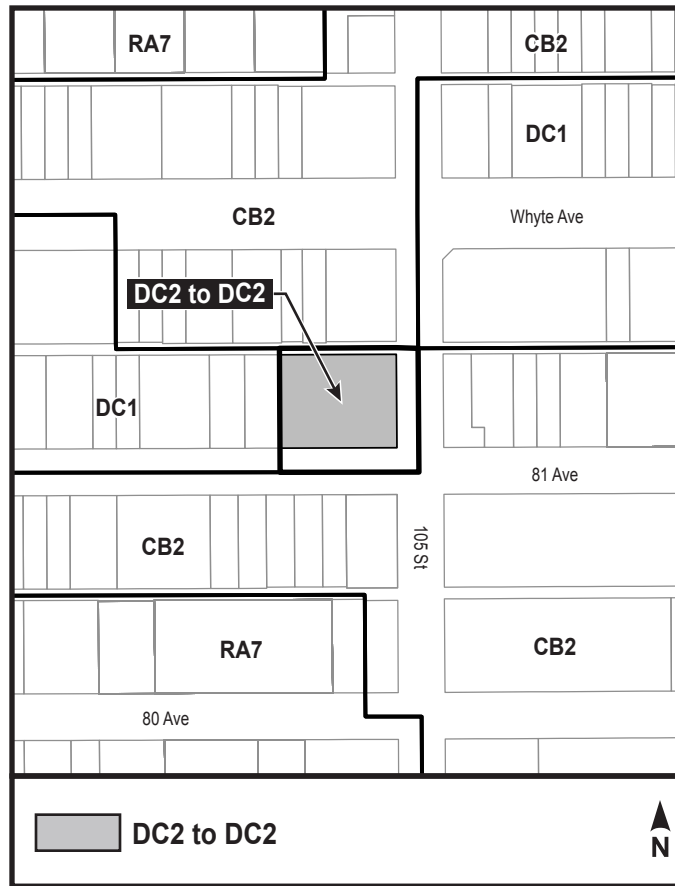 RA7
CB2
DC1
CB2
Whyte Ave
DC2 to DC2
DC1
81 Ave
CB2
105 St
RA7
CB2
80 Ave
DC2 to DC2
N